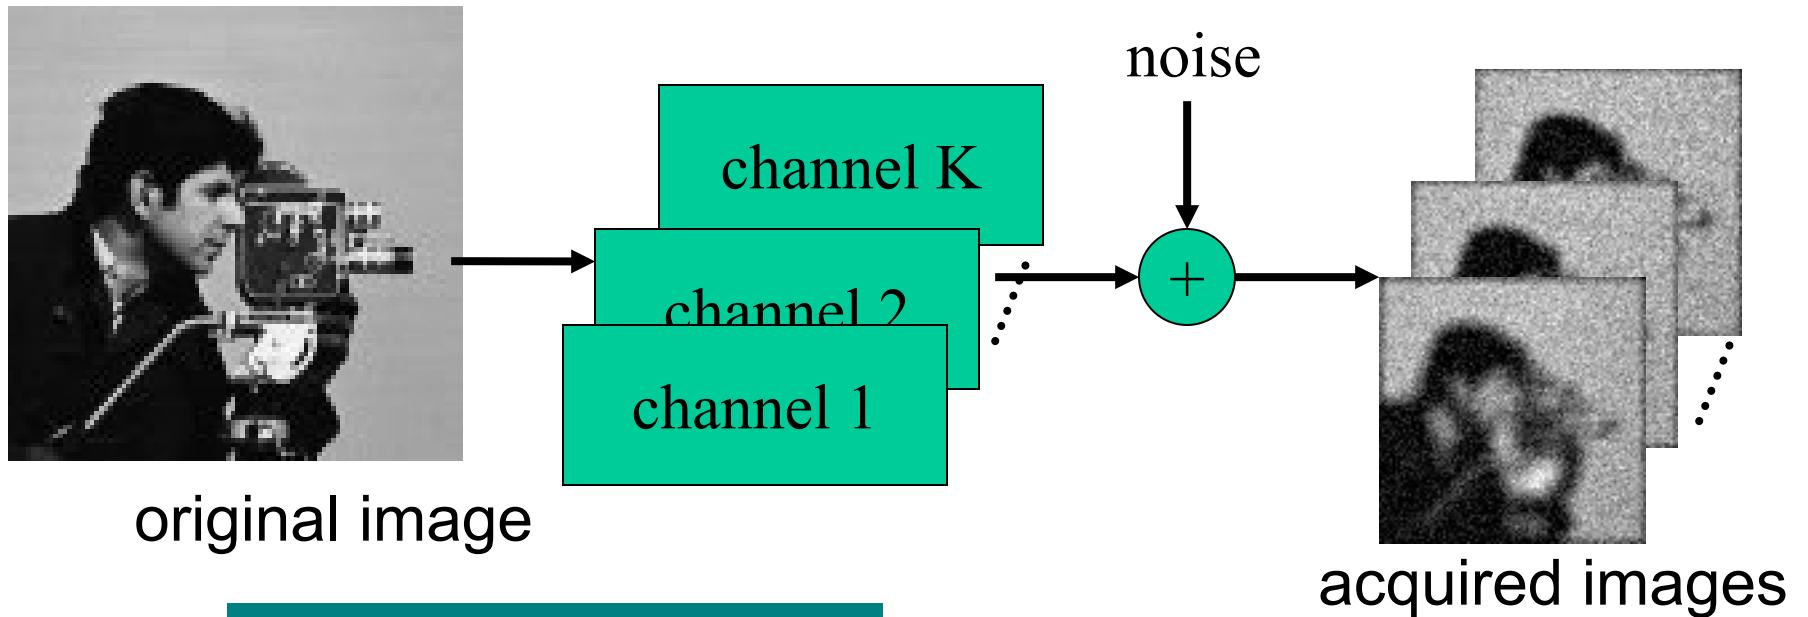 noise
channel K
channel 2
channel 1
+
original image
acquired images